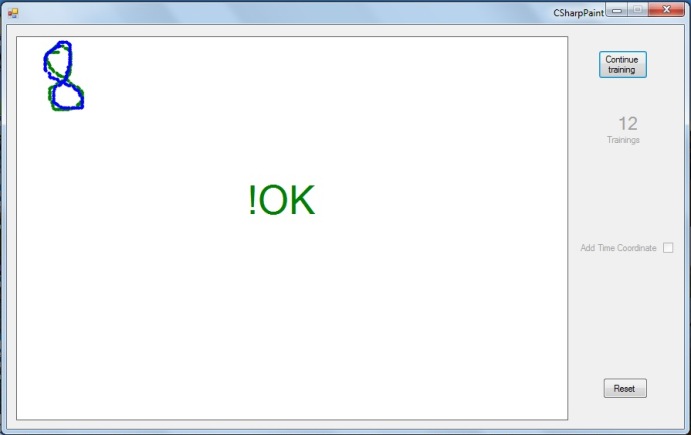 CSharpPaint
Continue
training
12
Trainings
!OK
Add Time Coordinate
Reset